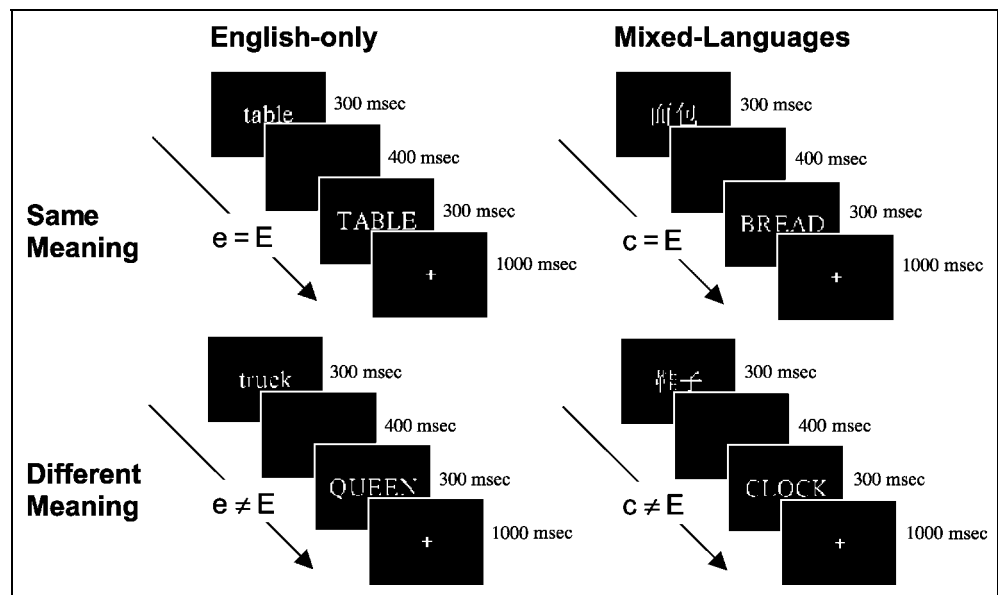 English-only
Mixed-Languages
table
300 msec
400 msec
TABLE
300 msec
+
1000 msec
面包
300 msec
400 msec
BREAD
300 msec
+
1000 msec
Same
Meaning
e = E
c = E
truck
300 msec
400 msec
QUEEN
300 msec
+
1000 msec
鞋子
300 msec
400 msec
CLOCK
300 msec
+
1000 msec
Different
Meaning
e ≠ E
c ≠ E